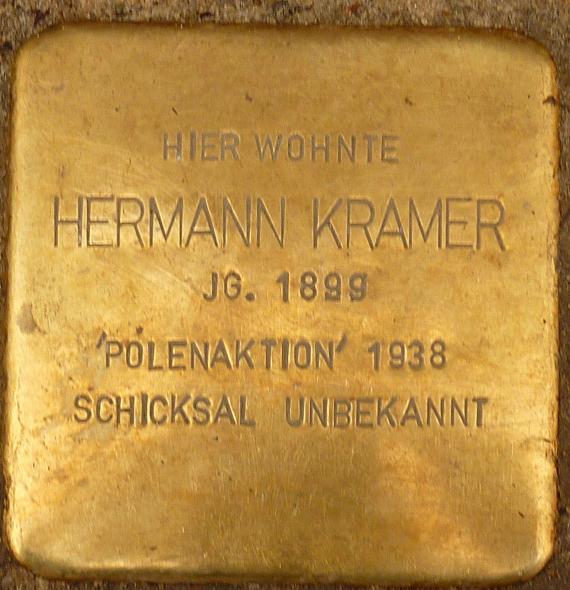 HIER WOHNTE
HERMANN KRAMER
JG. 1899
'POLENAKTION' 1938
SCHICKSAL UNBEKANNT